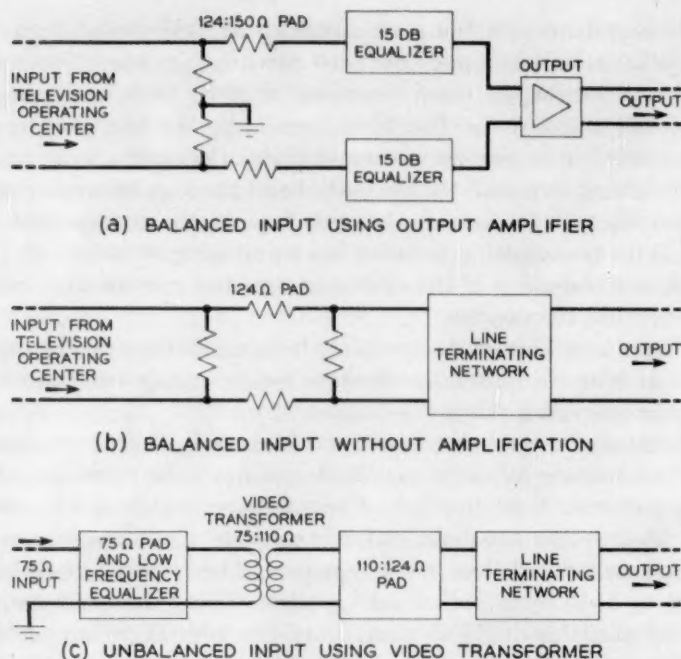 124:150 Ω PAD
15 DB
EQUALIZER
OUTPUT
INPUT FROM
TELEVISION
OPERATING
CENTER
OUTPUT
15 DB
EQUALIZER
(a) BALANCED INPUT USING OUTPUT AMPLIFIER
124 Ω PAD
INPUT FROM
TELEVISION
OPERATING
CENTER
LINE
TERMINATING
NETWORK
OUTPUT
(b) BALANCED INPUT WITHOUT AMPLIFICATION
VIDEO
TRANSFORMER
75:110 Ω
75 Ω
INPUT
75 Ω PAD
AND LOW
FREQUENCY
EQUALIZER
110:124 Ω
PAD
LINE
TERMINATING
NETWORK
OUTPUT
(c) UNBALANCED INPUT USING VIDEO TRANSFORMER